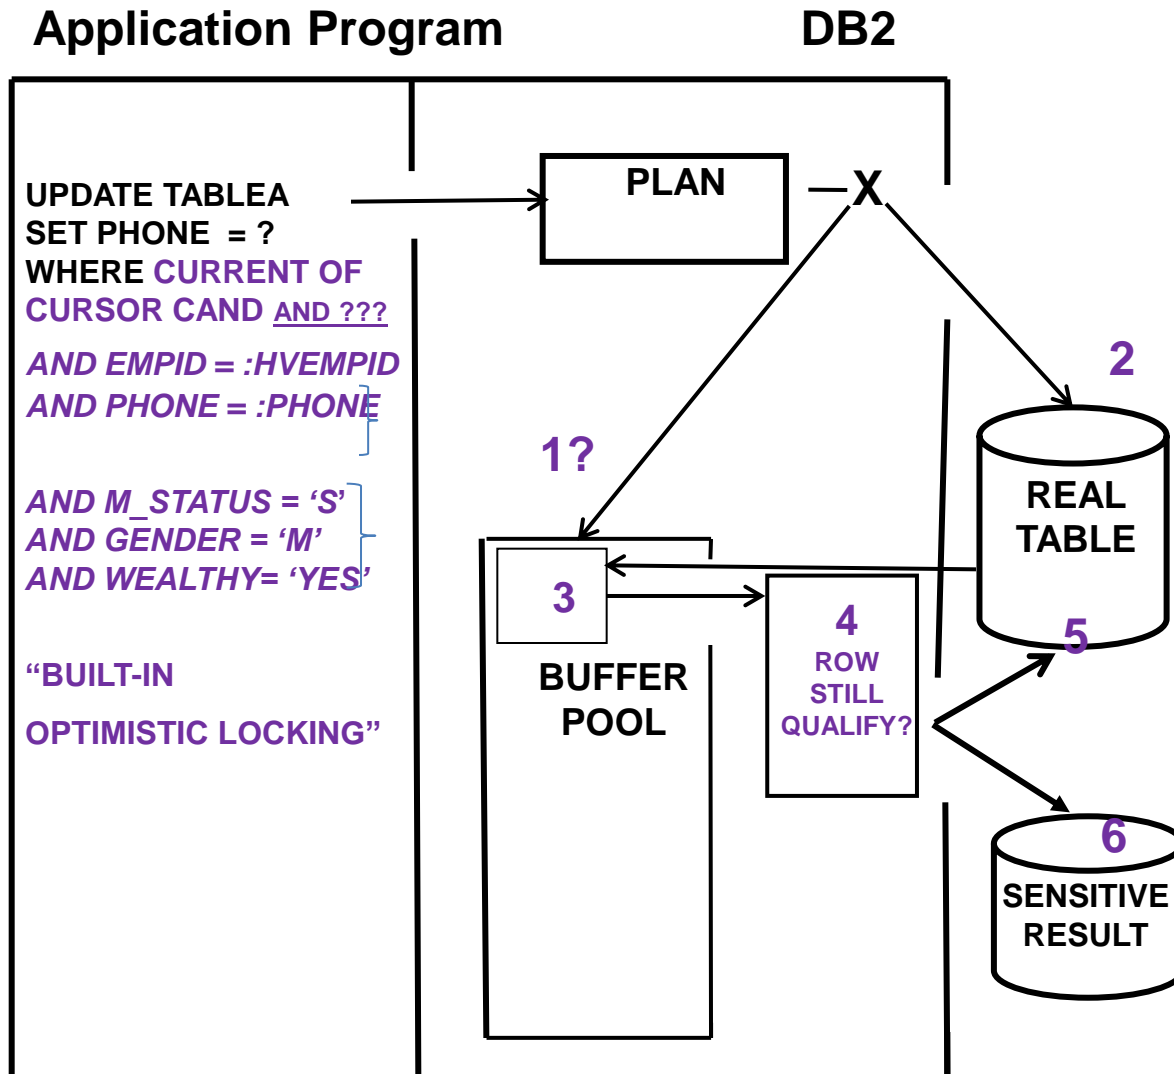 Application Program
DB2
UPDATE TABLEA
SET PHONE = ?
WHERE CURRENT OF
CURSOR CAND AND ???
AND EMPID = :HVEMPID
AND PHONE = :PHONE
AND M_STATUS = ‘S’
AND GENDER = ‘M’
AND WEALTHY= ‘YES’
“BUILT-IN
OPTIMISTIC LOCKING”
PLAN
X
1?
2
REAL
TABLE
3
BUFFER
POOL
4
ROW
STILL
QUALIFY?
5
6
SENSITIVE
RESULT